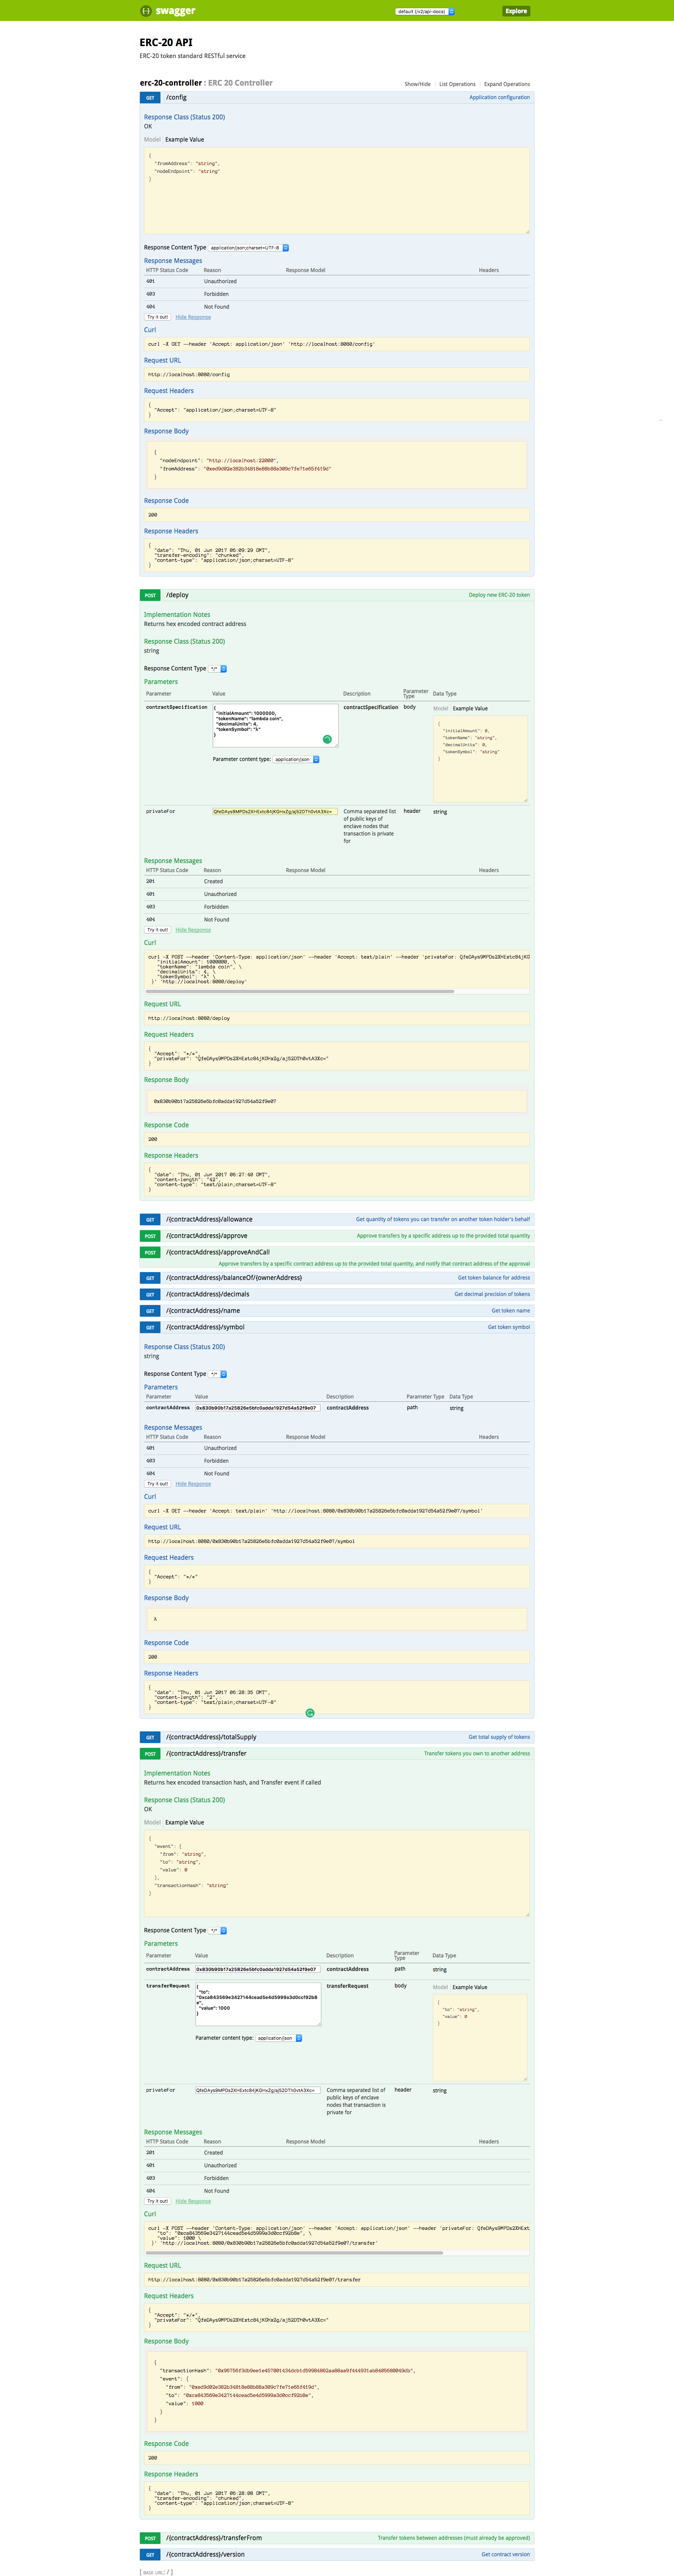 swagger
default (/v2/api-docs)
Explore
ERC-20 API
ERC-20 token standard RESTful service
erc-20-controller : ERC 20 Controller
Show/Hide
List Operations
Expand Operations
GET /config
Application configuration
Response Class (Status 200)
OK
Model Example Value
{
"fromAddress": "string",
"nodeEndpoint": "string"
}
Response Content Type application/json;charset=UTF-8
Response Messages
HTTP Status Code Reason Response Model Headers
401 Unauthorized
403 Forbidden
404 Not Found
Try it out! Hide Response
Curl
curl -X GET --header 'Accept: application/json' 'http://localhost:8080/config'
Request URL
http://localhost:8080/config
Request Headers
{
"Accept": "application/json;charset=UTF-8"
}
Response Body
{
"nodeEndpoint": "http://localhost:22000",
"fromAddress":
}
Response Code
200
Response Headers
{
"date": "Thu, 01 Jun 2017 06:09:29 GMT",
"transfer-encoding": "chunked",
"content-type": "application/json;charset=UTF-8"
}
POST /deploy
Deploy new ERC-20 token
Implementation Notes
Returns hex encoded contract address
Response Class (Status 200)
string
Response Content Type */*
Parameters
Parameter Value Description Parameter Type Data Type
contractSpecification
{
"initialAmount": 1000000,
"tokenName": "lambda coin",
"decimalUnits": 4,
"tokenSymbol": "λ"
}
contractSpecification body
Model Example Value
{
"initialAmount": 0,
"tokenName": "string",
"decimalUnits": 0,
"tokenSymbol": "string"
}
Parameter content type: application/json
privateFor
Comma separated list
of public keys of
enclave nodes that
transaction is private
for
header string
Response Messages
HTTP Status Code Reason Response Model Headers
201 Created
401 Unauthorized
403 Forbidden
404 Not Found
Try it out! Hide Response
Curl
curl -X POST --header 'Content-Type: application/json' --header 'Accept: text/plain' --header 'privateFor:
"initialAmount": 1000000, \
"tokenName": "lambda coin", \
"decimalUnits": 4, \
"tokenSymbol": "λ" \
}' 'http://localhost:8080/deploy'
Request URL
http://localhost:8080/deploy
Request Headers
{
"Accept": "*/*",
"privateFor":
}
Response Body
0x830b90b17a25826e5bfc0adda1927d54a52f9e07
Response Code
200
Response Headers
{
"date": "Thu, 01 Jun 2017 06:27:40 GMT",
"content-length": "42",
"content-type": "text/plain;charset=UTF-8"
}
GET /{contractAddress}/allowance
Get quantity of tokens you can transfer on another token holder's behalf
POST /{contractAddress}/approve
Approve transfers by a specific address up to the provided total quantity
POST /{contractAddress}/approveAndCall
Approve transfers by a specific contract address up to the provided total quantity, and notify that contract address of the approval
GET /{contractAddress}/balanceOf/{ownerAddress}
Get token balance for address
GET /{contractAddress}/decimals
Get decimal precision of tokens
GET /{contractAddress}/name
Get token name
GET /{contractAddress}/symbol
Get token symbol
Response Class (Status 200)
string
Response Content Type */*
Parameters
Parameter Value Description Parameter Type Data Type
contractAddress 0x830b90b17a25826e5bfc0adda1927d54a52f9e07 contractAddress path string
Response Messages
HTTP Status Code Reason Response Model Headers
401 Unauthorized
403 Forbidden
404 Not Found
Try it out! Hide Response
Curl
curl -X GET --header 'Accept: text/plain' 'http://localhost:8080/0x830b90b17a25826e5bfc0adda1927d54a52f9e07/symbol'
Request URL
http://localhost:8080/0x830b90b17a25826e5bfc0adda1927d54a52f9e07/symbol
Request Headers
{
"Accept": "*/*"
}
Response Body
λ
Response Code
200
Response Headers
{
"date": "Thu, 01 Jun 2017 06:28:35 GMT",
"content-length": "2",
"content-type": "text/plain;charset=UTF-8"
}
GET /{contractAddress}/totalSupply
Get total supply of tokens
POST /{contractAddress}/transfer
Transfer tokens you own to another address
Implementation Notes
Returns hex encoded transaction hash, and Transfer event if called
Response Class (Status 200)
OK
Model Example Value
{
"event": {
"from": "string",
"to": "string",
"value": 0
},
"transactionHash": "string"
}
Response Content Type */*
Parameters
Parameter Value Description Parameter Type Data Type
contractAddress 0x830b90b17a25826e5bfc0adda1927d54a52f9e07 contractAddress path string
transferRequest
{
"to":
"0xca843569e3427144cead5e4d5999a3d0ccf92b8
e",
"value": 1000
}
transferRequest body
Model Example Value
{
"to": "string",
"value": 0
}
Parameter content type: application/json
privateFor
Comma separated list of
public keys of enclave
nodes that transaction is
private for
header string
Response Messages
HTTP Status Code Reason Response Model Headers
201 Created
401 Unauthorized
403 Forbidden
404 Not Found
Try it out! Hide Response
Curl
curl -X POST --header 'Content-Type: application/json' --header 'Accept: application/json' --header 'privateFor:
"to": "0xca843569e3427144cead5e4d5999a3d0ccf92b8e", \
"value": 1000 \
}' 'http://localhost:8080/0x830b90b17a25826e5bfc0adda1927d54a52f9e07/transfer'
Request URL
http://localhost:8080/0x830b90b17a25826e5bfc0adda1927d54a52f9e07/transfer
Request Headers
{
"Accept": "*/*",
"privateFor":
}
Response Body
{
"transactionHash":
"event": {
"from":
"to": "0xca843569e3427144cead5e4d5999a3d0ccf92b8e",
"value": 1000
}
}
Response Code
200
Response Headers
{
"date": "Thu, 01 Jun 2017 06:28:08 GMT",
"transfer-encoding": "chunked",
"content-type": "application/json;charset=UTF-8"
}
POST /{contractAddress}/transferFrom
Transfer tokens between addresses (must already be approved)
GET /{contractAddress}/version
Get contract version
[ BASE URL: / ]